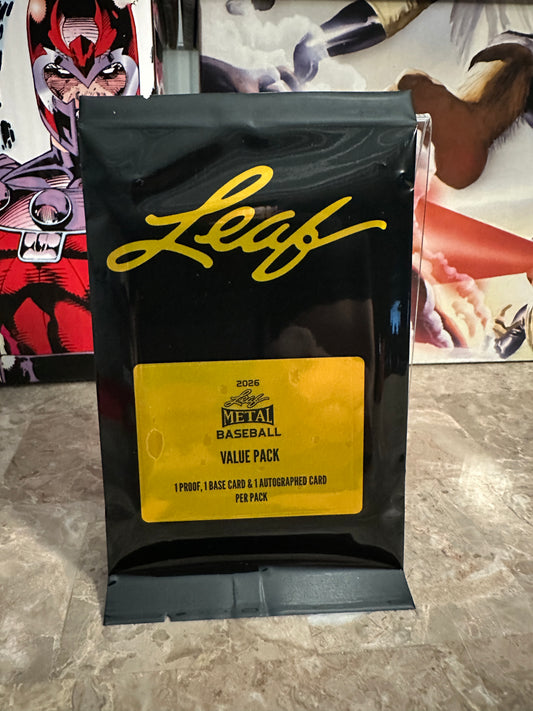 Leaf
2026
Leaf
METAL
BASEBALL
VALUE PACK
1 PROOF, 1 BASE CARD & 1 AUTOGRAPHED CARD
PER PACK